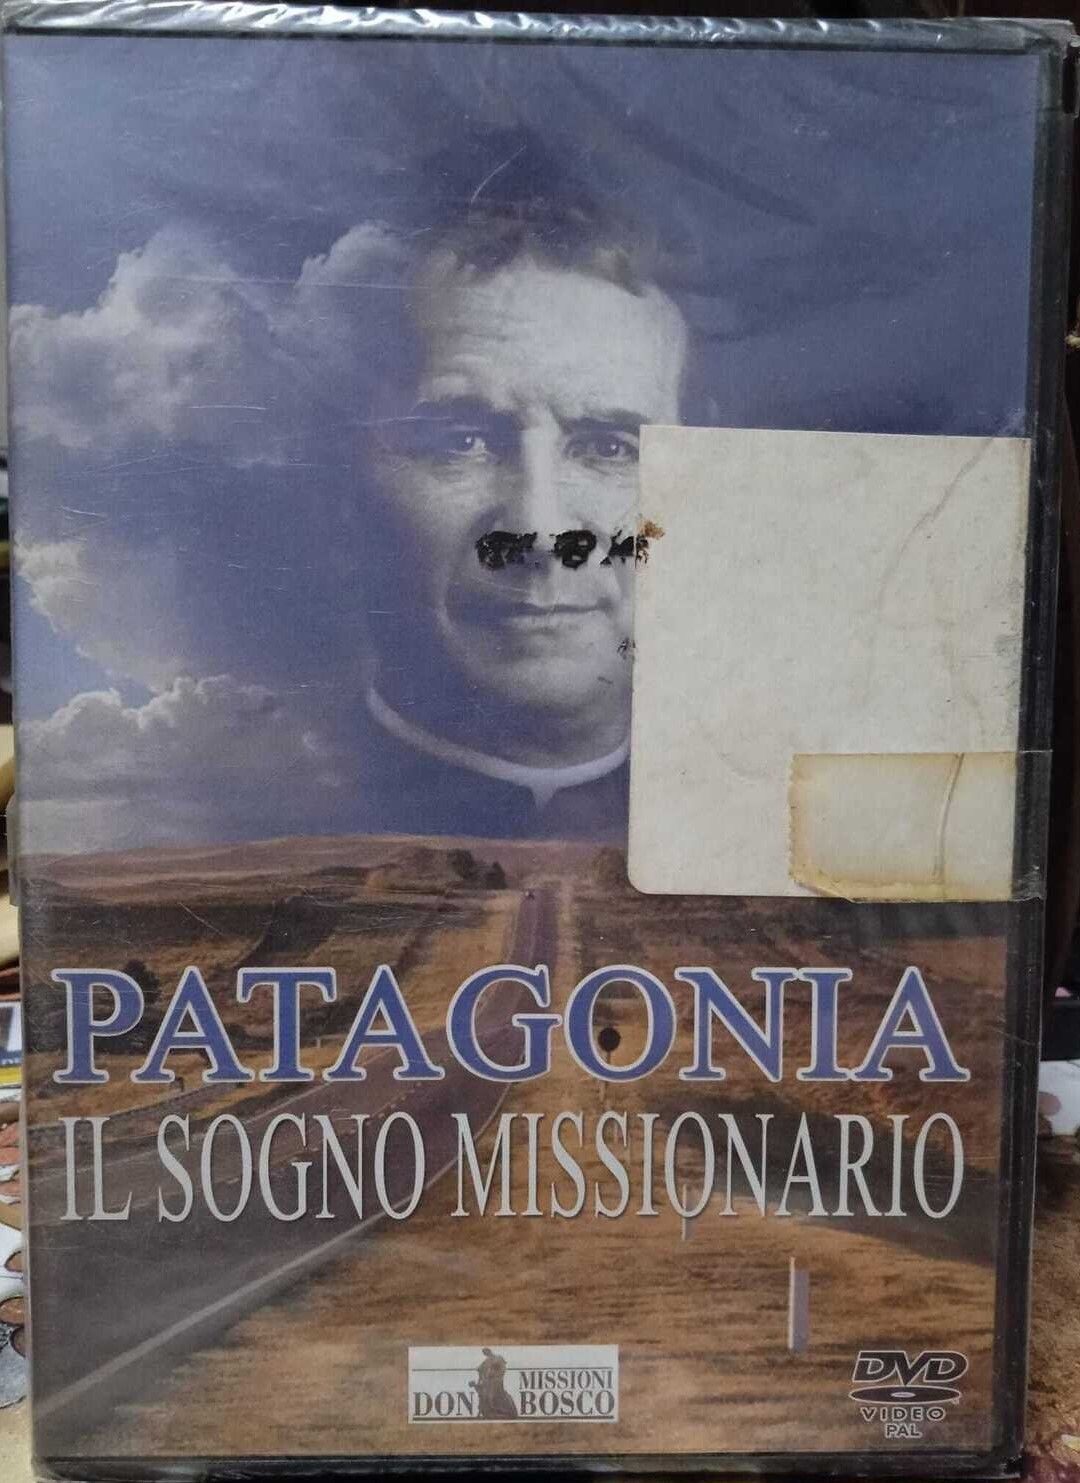 PATAGONIA
IL SOGNO MISSIONARIO
MISSIONI
DON BOSCO
DVD
VIDEO
PAL